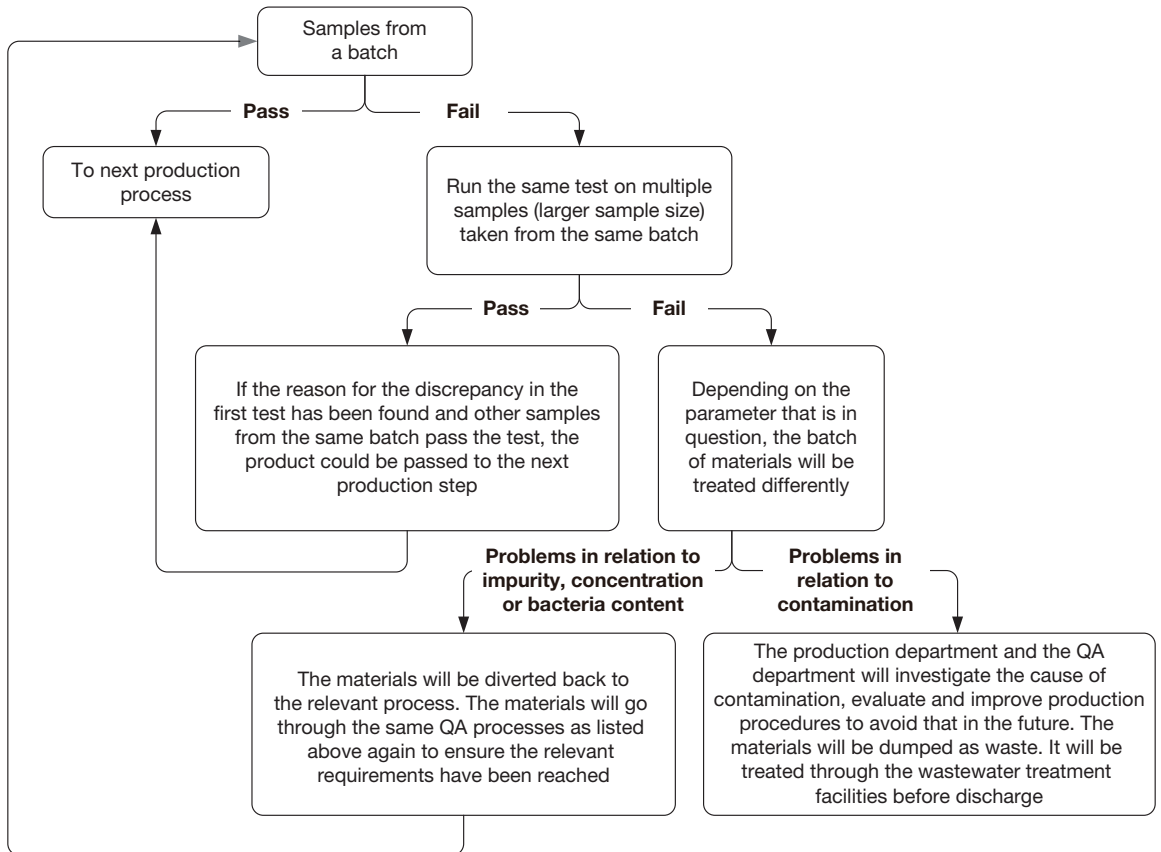 Samples from
a batch
Pass
Fail
To next production
process
Run the same test on multiple
samples (larger sample size)
taken from the same batch
Pass
Fail
If the reason for the discrepancy in the
first test has been found and other samples
from the same batch pass the test, the
product could be passed to the next
production step
Depending on the
parameter that is in
question, the batch
of materials will be
treated differently
Problems in relation to
impurity, concentration
or bacteria content
Problems in
relation to
contamination
The materials will be diverted back to
the relevant process. The materials will go
through the same QA processes as listed
above again to ensure the relevant
requirements have been reached
The production department and the QA
department will investigate the cause of
contamination, evaluate and improve production
procedures to avoid that in the future. The
materials will be dumped as waste. It will be
treated through the wastewater treatment
facilities before discharge